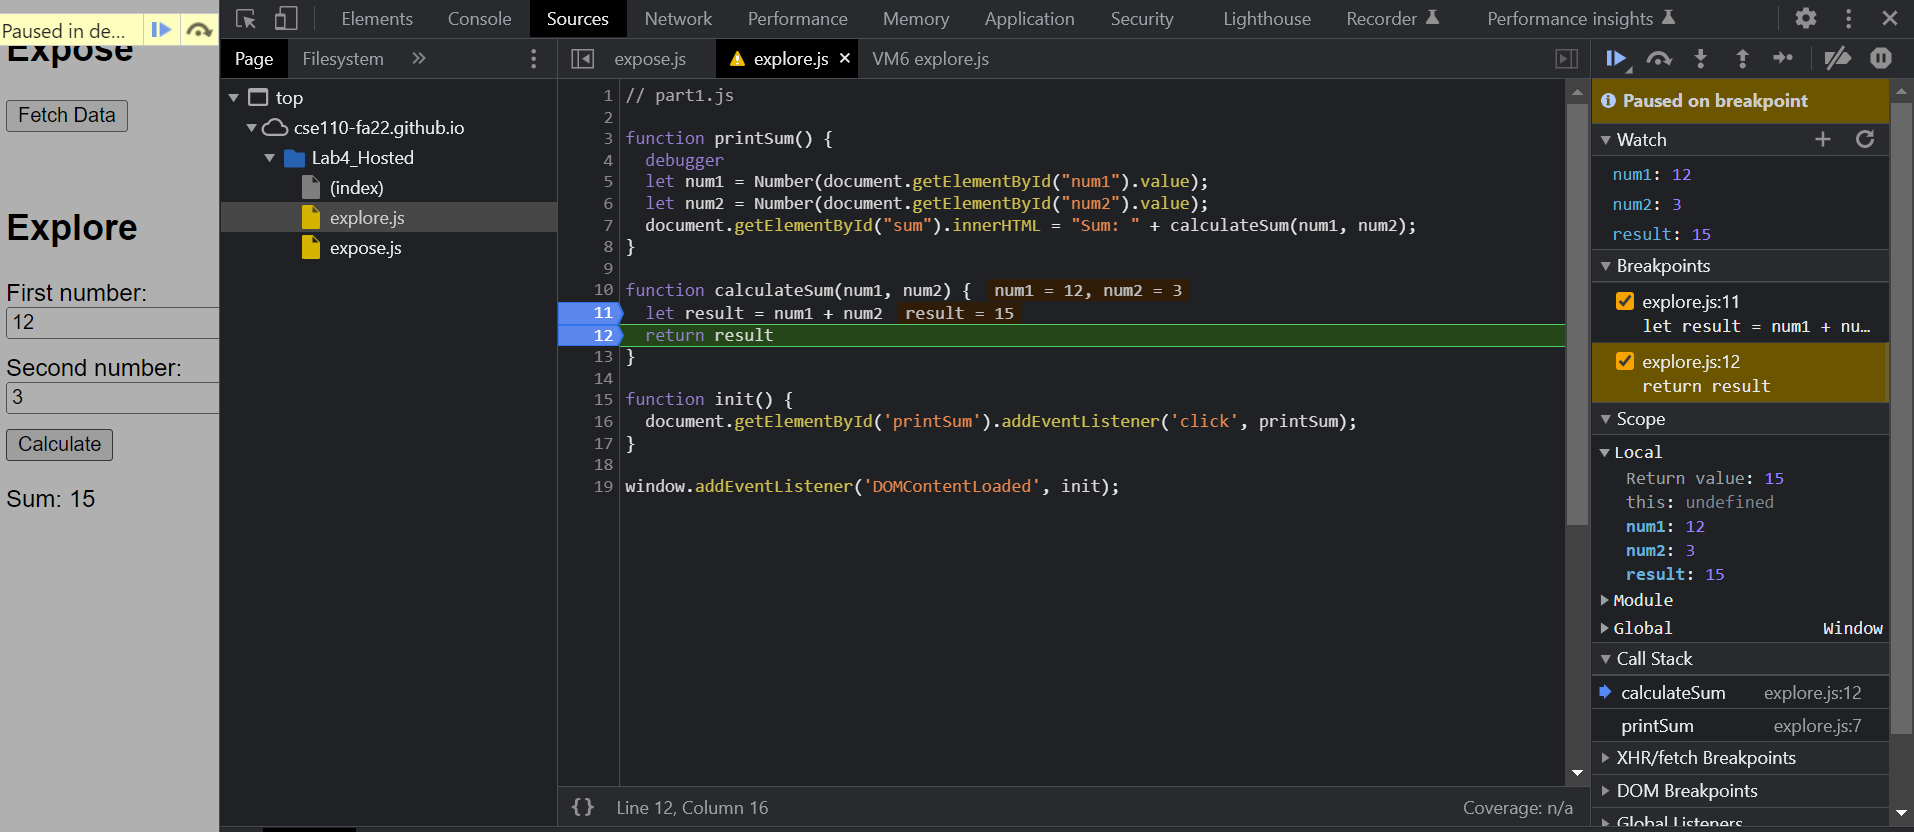 Paused in de...
Expose
Fetch Data
Explore
First number:
12
Second number:
3
Calculate
Sum: 15
Elements Console Sources Network Performance Memory Application Security Lighthouse Recorder Performance insights
Page Filesystem »
top
cse110-fa22.github.io
Lab4_Hosted
(index)
explore.js
expose.js
expose.js explore.js × VM6 explore.js
1 // part1.js
2
3 function printSum() {
4 debugger
5 let num1 = Number(document.getElementById("num1").value);
6 let num2 = Number(document.getElementById("num2").value);
7 document.getElementById("sum").innerHTML = "Sum: " + calculateSum(num1, num2);
8 }
9
10 function calculateSum(num1, num2) { num1 = 12, num2 = 3
11 let result = num1 + num2 result = 15
12 return result
13 }
14
15 function init() {
16 document.getElementById('printSum').addEventListener('click', printSum);
17 }
18
19 window.addEventListener('DOMContentLoaded', init);
{} Line 12, Column 16 Coverage: n/a
Paused on breakpoint
Watch
num1: 12
num2: 3
result: 15
Breakpoints
explore.js:11
let result = num1 + nu...
explore.js:12
return result
Scope
Local
Return value: 15
this: undefined
num1: 12
num2: 3
result: 15
Module
Global Window
Call Stack
calculateSum explore.js:12
printSum explore.js:7
XHR/fetch Breakpoints
DOM Breakpoints
Global Listeners